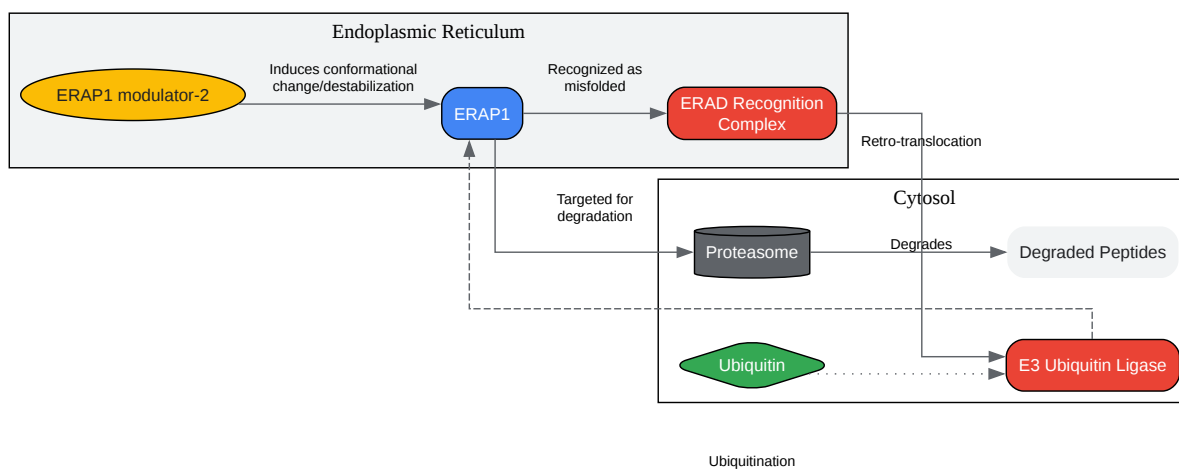 Endoplasmic Reticulum
Induces conformational
change/destabilization
Recognized as
misfolded
ERAP1 modulator-2
ERAP1
ERAD Recognition
Complex
Retro-translocation
Targeted for
degradation
Cytosol
Proteasome
Degrades
Degraded Peptides
Ubiquitin
E3 Ubiquitin Ligase
Ubiquitination